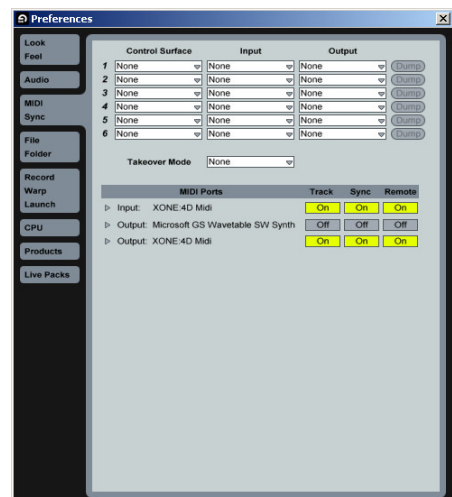 Preferences
Look
Feel
Audio
MIDI
Sync
File
Folder
Record
Warp
Launch
CPU
Products
Live Packs
Control Surface Input Output
1 None None None Dump
2 None None None Dump
3 None None None Dump
4 None None None Dump
5 None None None Dump
6 None None None Dump
Takeover Mode None
MIDI Ports Track Sync Remote
Input: XONE:4D Midi On On On
Output: Microsoft GS Wavetable SW Synth Off Off Off
Output: XONE:4D Midi On On On